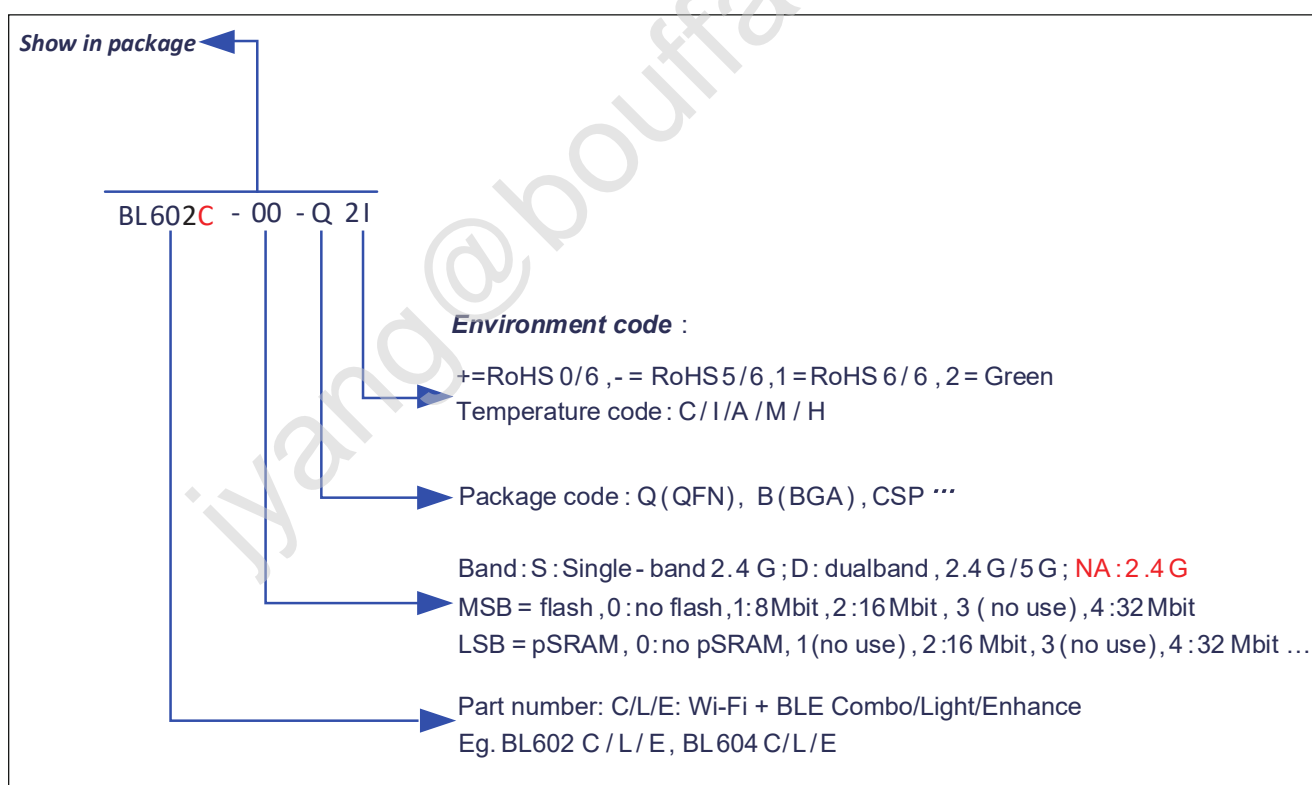 Show in package
BL602C - 00 - Q 2I
Environment code :
+=RoHS 0/6 ,- = RoHS 5/6 ,1 =RoHS 6/6 , 2 = Green
Temperature code : C / I /A / M / H
Package code : Q (QFN), B (BGA) , CSP ...
Band : S : Single - band 2.4 G ; D : dualband , 2.4 G /5 G ; NA : 2.4 G
MSB = flash , 0 : no flash , 1: 8 Mbit , 2 :16 Mbit , 3 ( no use) , 4 :32 Mbit
LSB = pSRAM , 0: no pSRAM, 1 (no use) , 2 :16 Mbit, 3 (no use), 4 : 32 Mbit ...
Part number: C/L/E: Wi-Fi + BLE Combo/Light/Enhance
Eg. BL602 C / L / E , BL604 C/L/E
jyang@bouffa